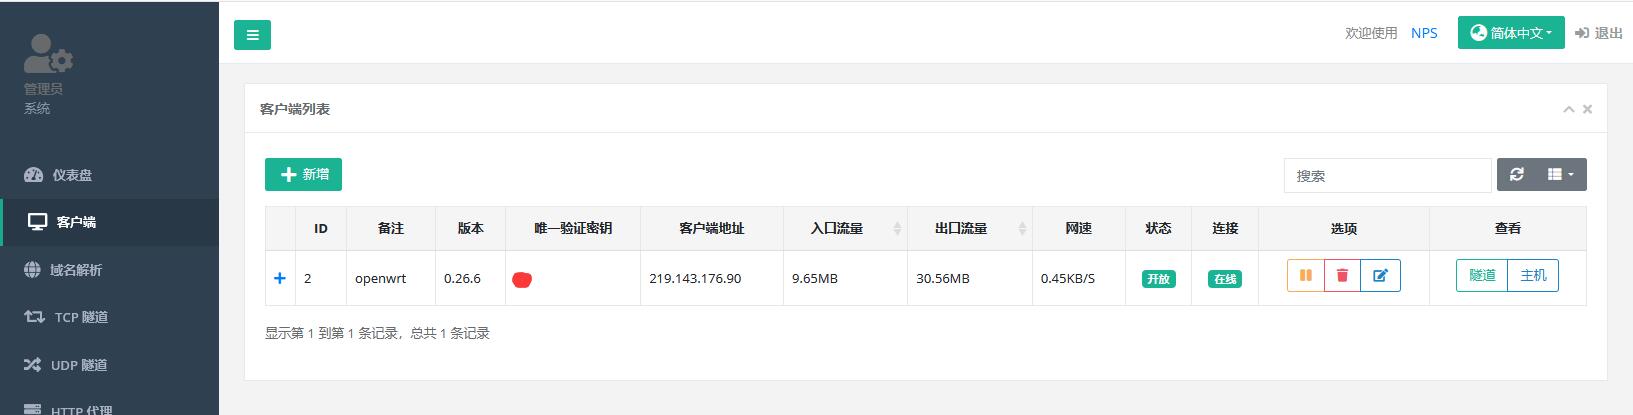 欢迎使用 NPS 简体中文 退出
管理员
系统
仪表盘
客户端
域名解析
TCP 隧道
UDP 隧道
HTTP 代理
客户端列表
新增
搜索
ID 备注 版本 唯一验证密钥 客户端地址 入口流量 出口流量 网速 状态 连接 选项 查看
2 openwrt 0.26.6 219.143.176.90 9.65MB 30.56MB 0.45KB/S 开放 在线 隧道 主机
显示第 1 到第 1 条记录，总共 1 条记录